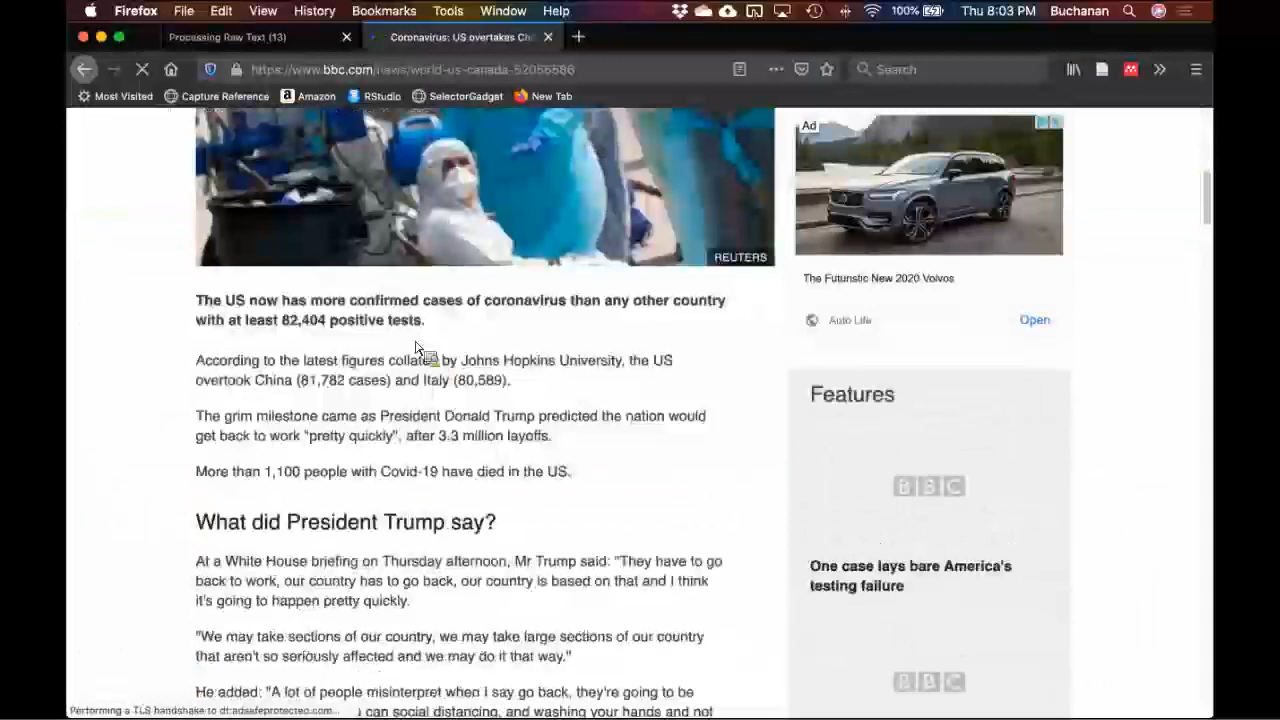 Firefox File Edit View History Bookmarks Tools Window Help 100% Thu 8:03 PM Buchanan
Processing Raw Text (13) Coronavirus: US overtakes Chi
https://www.bbc.com/news/world-us-canada-52056586 Search
Most Visited Capture Reference Amazon RStudio SelectorGadget New Tab
REUTERS
The US now has more confirmed cases of coronavirus than any other country
with at least 82,404 positive tests.
According to the latest figures collated by Johns Hopkins University, the US
overtook China (81,782 cases) and Italy (80,589).
The grim milestone came as President Donald Trump predicted the nation would
get back to work "pretty quickly", after 3.3 million layoffs.
More than 1,100 people with Covid-19 have died in the US.
What did President Trump say?
At a White House briefing on Thursday afternoon, Mr Trump said: "They have to go
back to work, our country has to go back, our country is based on that and I think
it's going to happen pretty quickly.
"We may take sections of our country, we may take large sections of our country
that aren't so seriously affected and we may do it that way."
He added: "A lot of people misinterpret when I say go back, they're going to be
can social distancing, and washing your hands and not
Performing a TLS handshake to dt.adsafeprotected.com...
Ad
The Futuristic New 2020 Volvos
Auto Life Open
Features
BBC
One case lays bare America's
testing failure
BBC